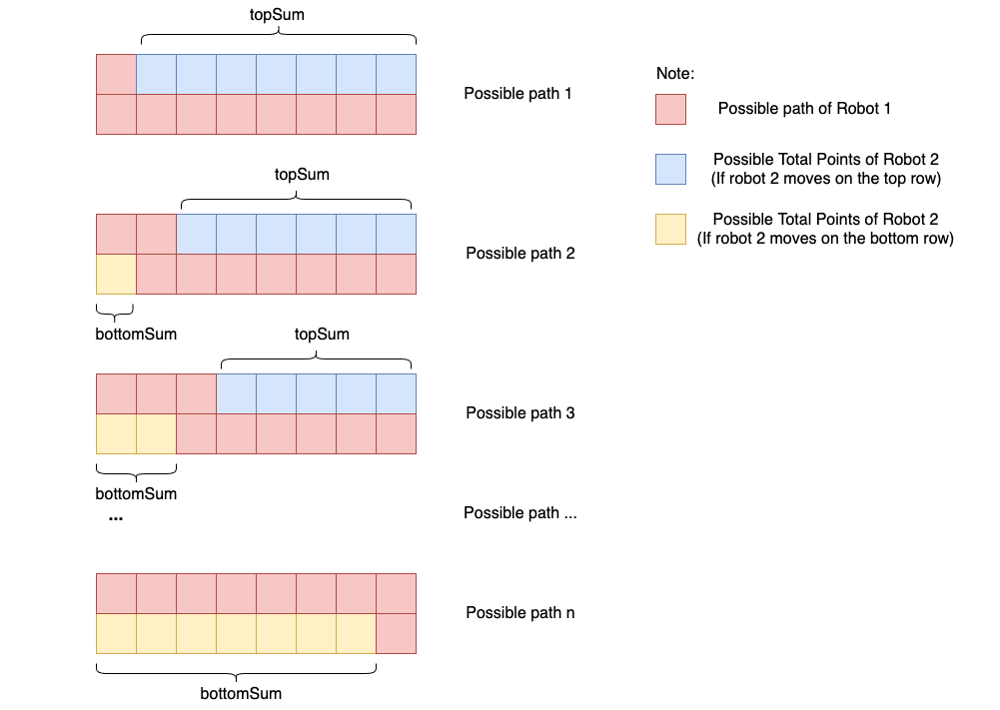 topSum
Possible path 1
topSum
Possible path 2
bottomSum
topSum
Possible path 3
bottomSum
...
Possible path ...
Possible path n
bottomSum
Note:
Possible path of Robot 1
Possible Total Points of Robot 2
(If robot 2 moves on the top row)
Possible Total Points of Robot 2
(If robot 2 moves on the bottom row)